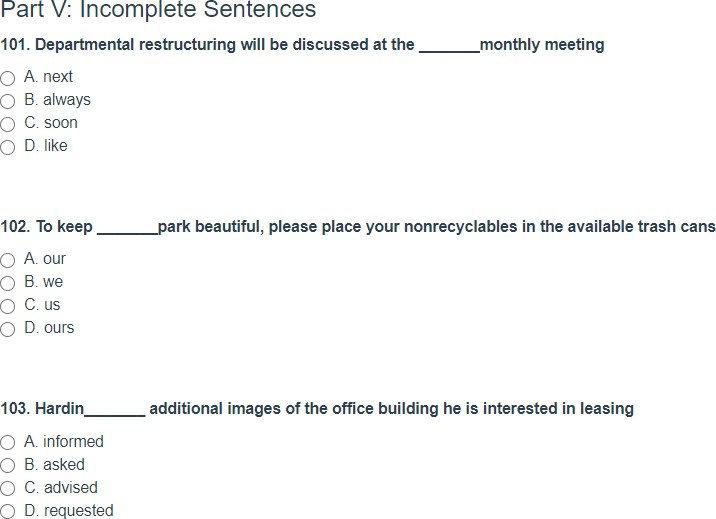 Part V: Incomplete Sentences
101. Departmental restructuring will be discussed at the _______monthly meeting
A. next
B. always
C. soon
D. like
102. To keep _______park beautiful, please place your nonrecyclables in the available trash cans
A. our
B. we
C. us
D. ours
103. Hardin_______ additional images of the office building he is interested in leasing
A. informed
B. asked
C. advised
D. requested